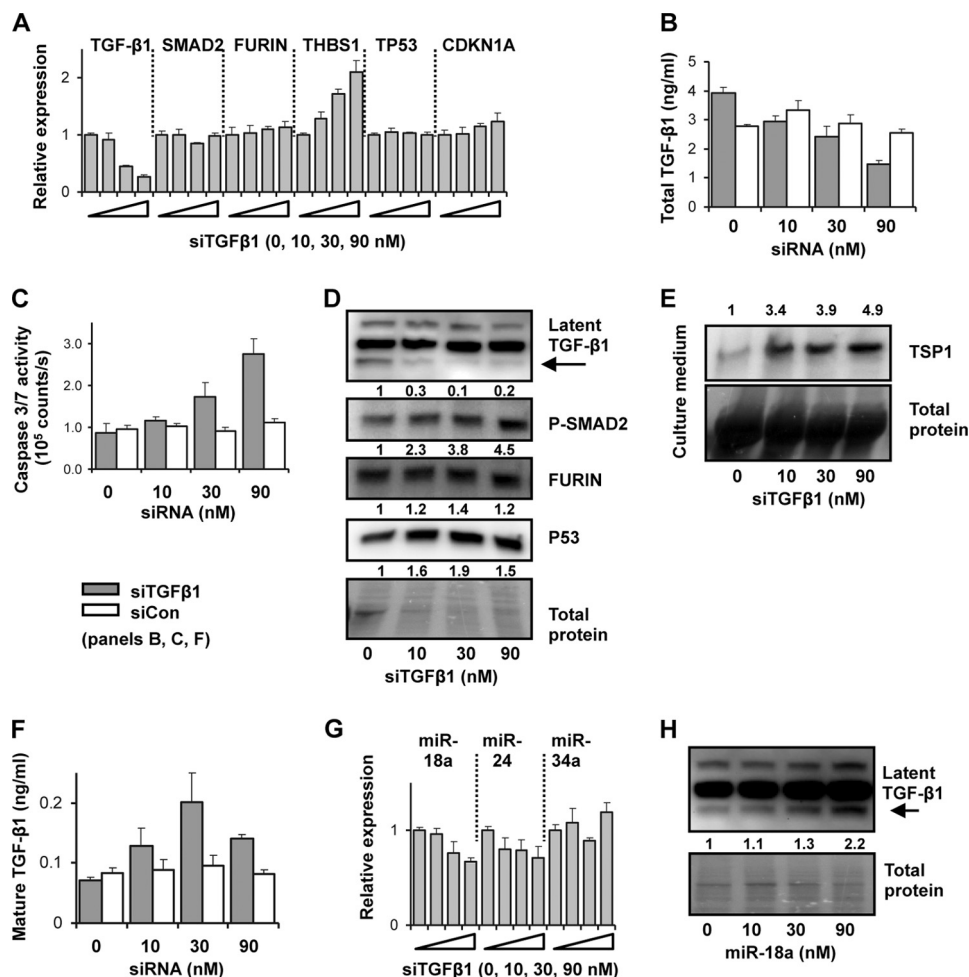 A
TGF-β1 SMAD2 FURIN THBS1 TP53 CDKN1A
Relative expression
2
1
0
siTGFβ1 (0, 10, 30, 90 nM)
B
Total TGF-β1 (ng/ml)
5
4
3
2
1
0
0 10 30 90
siRNA (nM)
C
Caspase 3/7 activity
(10⁵ counts/s)
3.0
2.0
1.0
0.0
0 10 30 90
siRNA (nM)
siTGFβ1
siCon
(panels B, C, F)
D
Latent
TGF-β1
1 0.3 0.1 0.2
P-SMAD2
1 2.3 3.8 4.5
FURIN
1 1.2 1.4 1.2
P53
1 1.6 1.9 1.5
Total
protein
0 10 30 90
siTGFβ1 (nM)
E
1 3.4 3.9 4.9
Culture medium
TSP1
Total
protein
0 10 30 90
siTGFβ1 (nM)
F
Mature TGF-β1 (ng/ml)
0.2
0.1
0
0 10 30 90
siRNA (nM)
G
miR- miR- miR-
18a 24 34a
Relative expression
1
0
siTGFβ1 (0, 10, 30, 90 nM)
H
Latent
TGF-β1
1 1.1 1.3 2.2
Total
protein
0 10 30 90
miR-18a (nM)